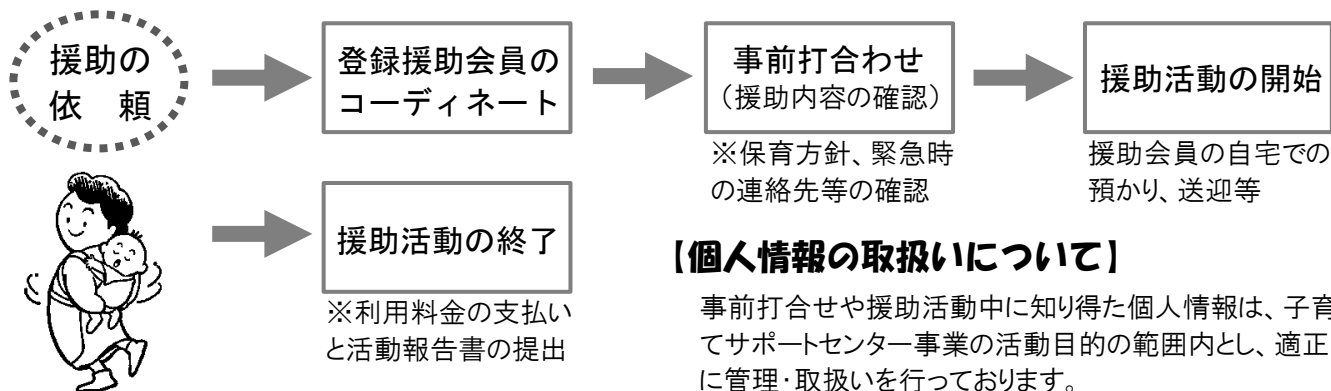 援助の
依　頼
登録援助会員の
コーディネート
事前打合わせ
（援助内容の確認）
※保育方針、緊急時
の連絡先等の確認
援助活動の開始
援助会員の自宅での
預かり、送迎等
援助活動の終了
※利用料金の支払い
と活動報告書の提出
【個人情報の取扱いについて】
事前打合せや援助活動中に知り得た個人情報は、子育
てサポートセンター事業の活動目的の範囲内とし、適正
に管理・取扱いを行っております。